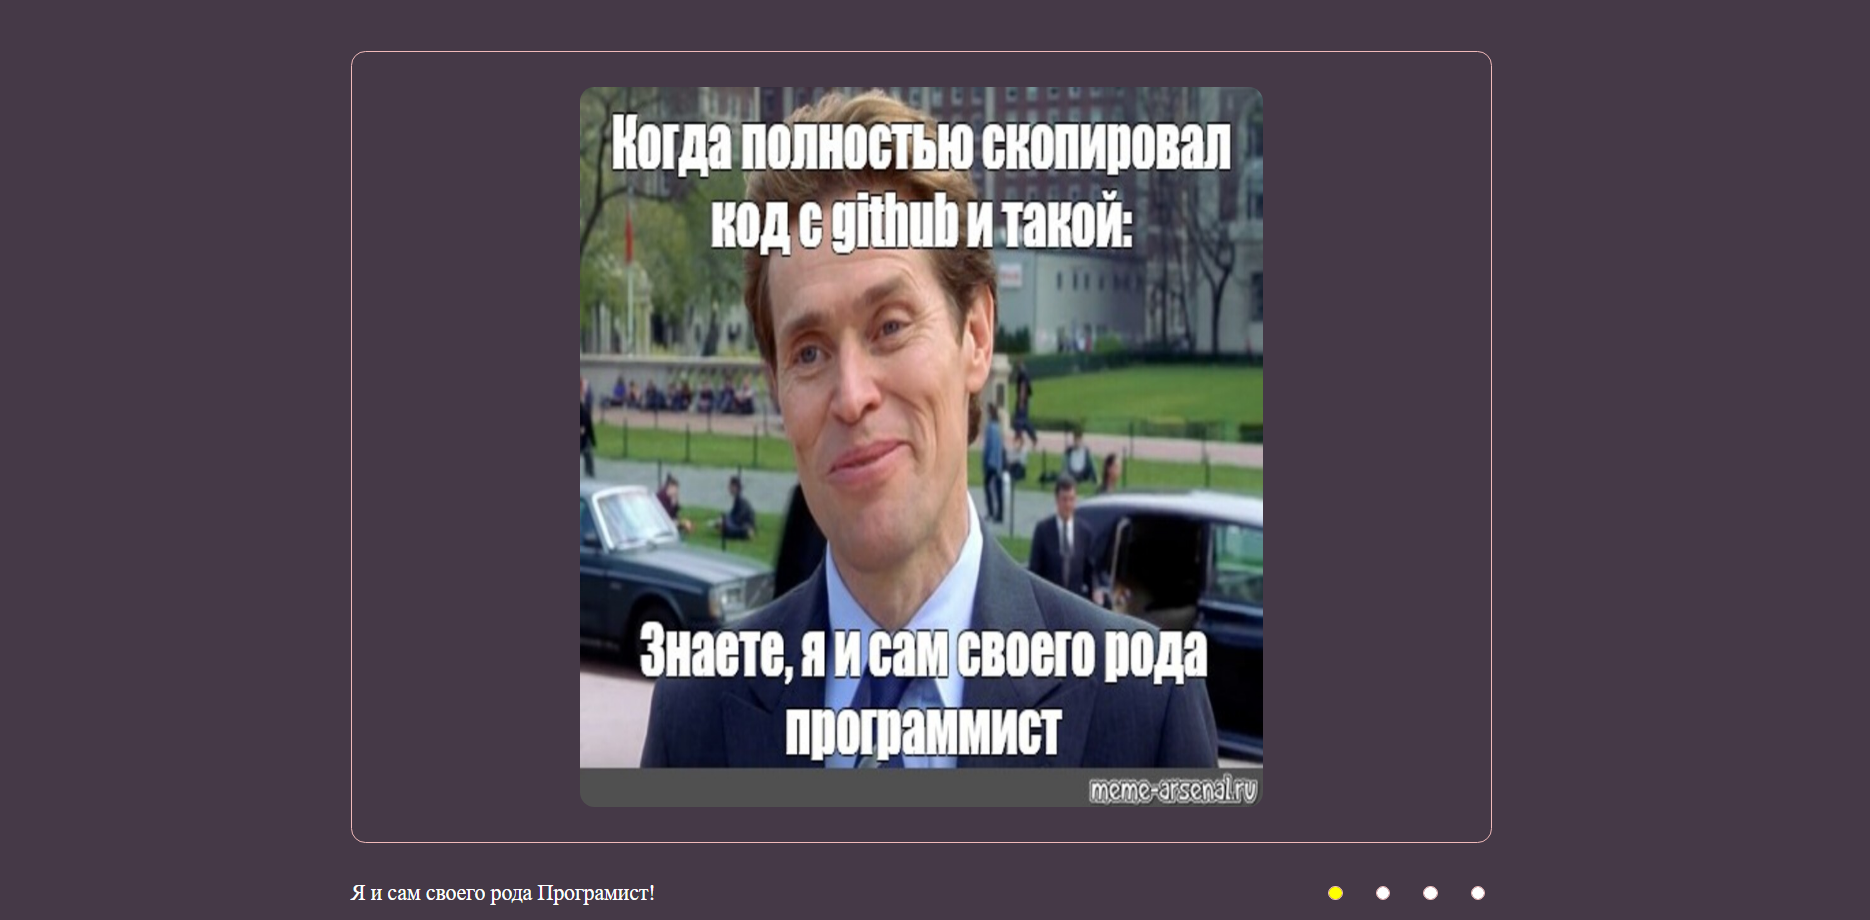 Когда полностью скопировал
код с github и такой:
Знаете, я и сам своего рода
программист
meme-arsenal.ru
Я и сам своего рода Програмист!